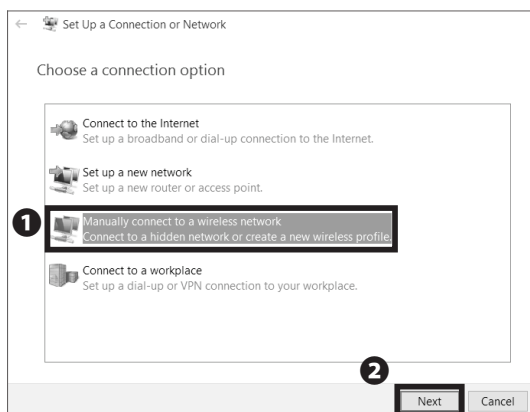 Set Up a Connection or Network
Choose a connection option
Connect to the Internet
Set up a broadband or dial-up connection to the Internet.
Set up a new network
Set up a new router or access point.
1
Manually connect to a wireless network
Connect to a hidden network or create a new wireless profile.
Connect to a workplace
Set up a dial-up or VPN connection to your workplace.
2
Next Cancel